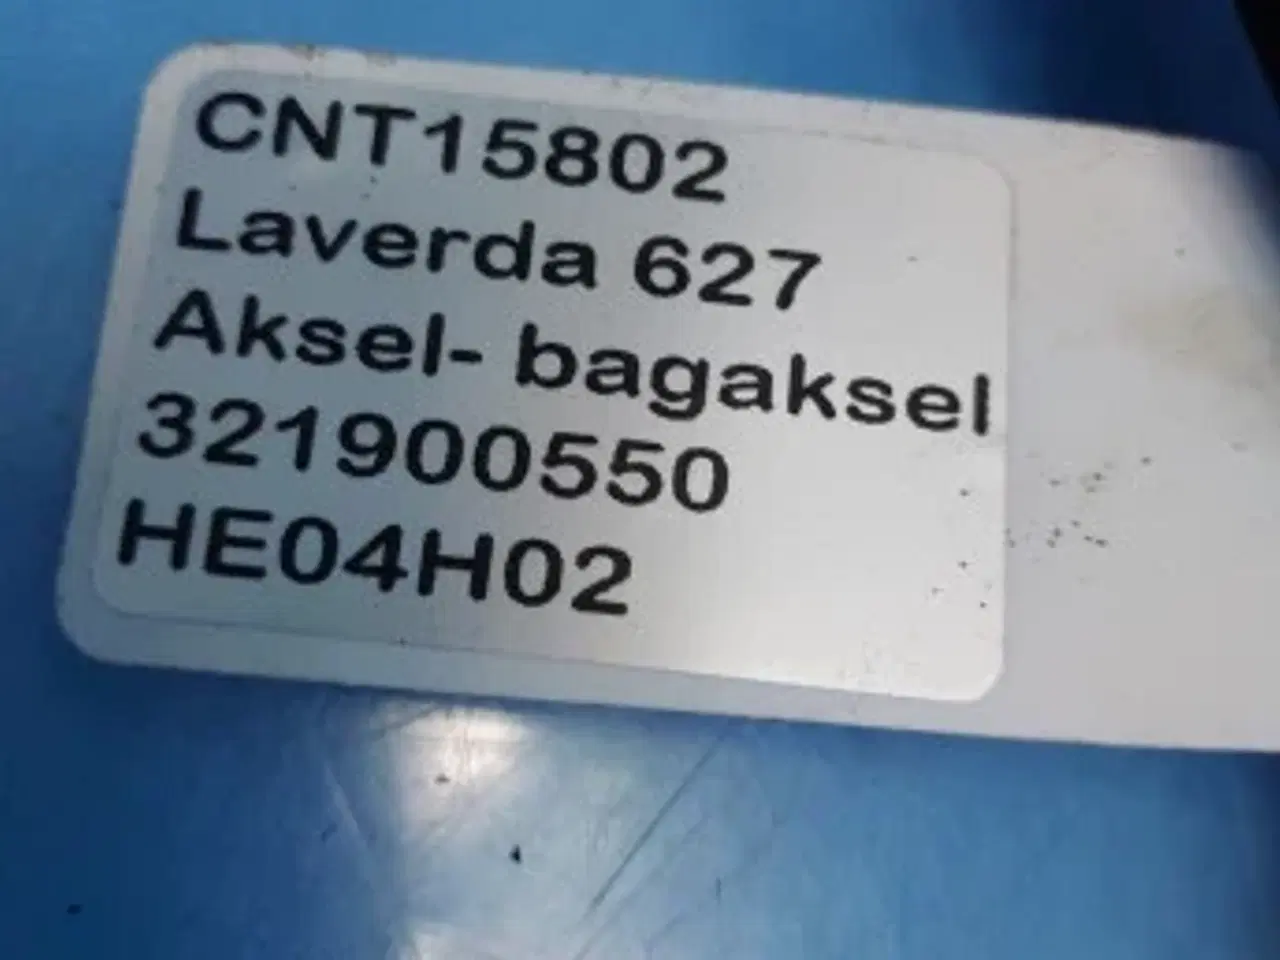 CNT15802
Laverda 627
Aksel- bagaksel
321900550
HE04H02